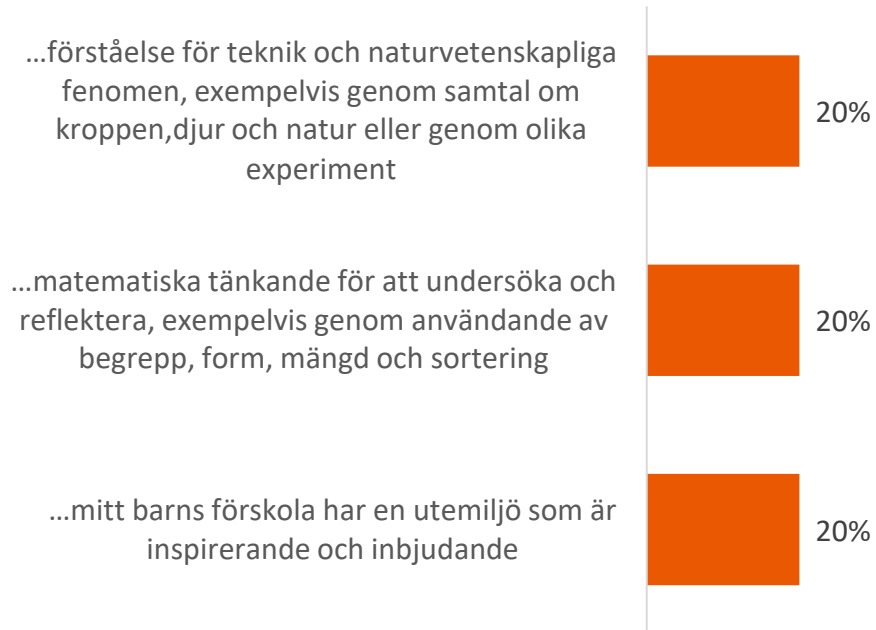 ...förståelse för teknik och naturvetenskapliga
fenomen, exempelvis genom samtal om
kroppen,djur och natur eller genom olika
experiment
20%
...matematiska tänkande för att undersöka och
reflektera, exempelvis genom användande av
begrepp, form, mängd och sortering
20%
...mitt barns förskola har en utemiljö som är
inspirerande och inbjudande
20%